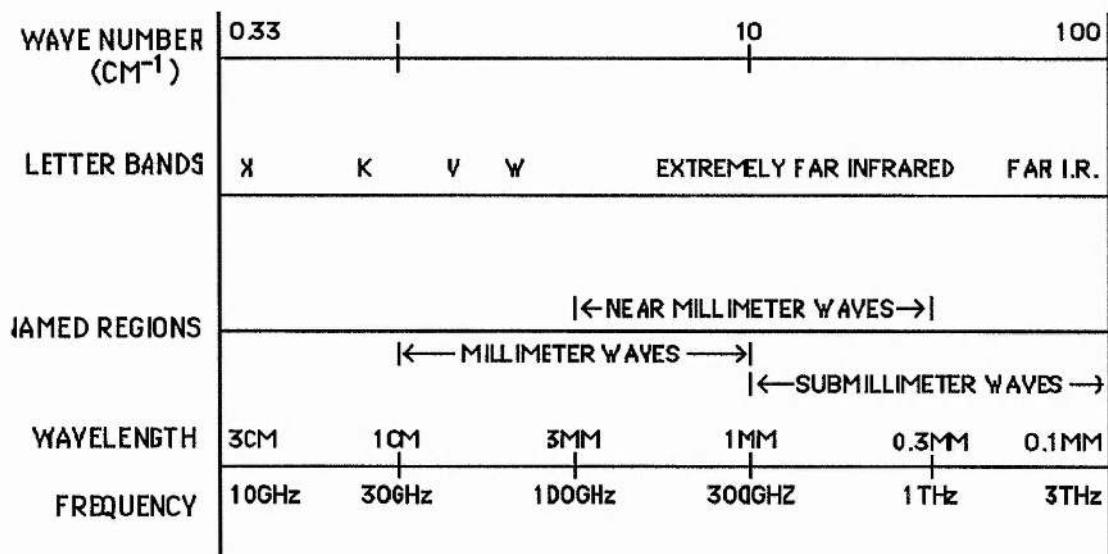 WAVE NUMBER
(CM⁻¹)
0.33 1 10 100
LETTER BANDS X K V W EXTREMELY FAR INFRARED FAR I.R.
NAMED REGIONS
|←NEAR MILLIMETER WAVES→|
|←MILLIMETER WAVES→|
|←SUBMILLIMETER WAVES→
WAVELENGTH 3CM 1CM 3MM 1MM 0.3MM 0.1MM
FREQUENCY 10GHz 30GHz 100GHz 300GHZ 1THz 3THz